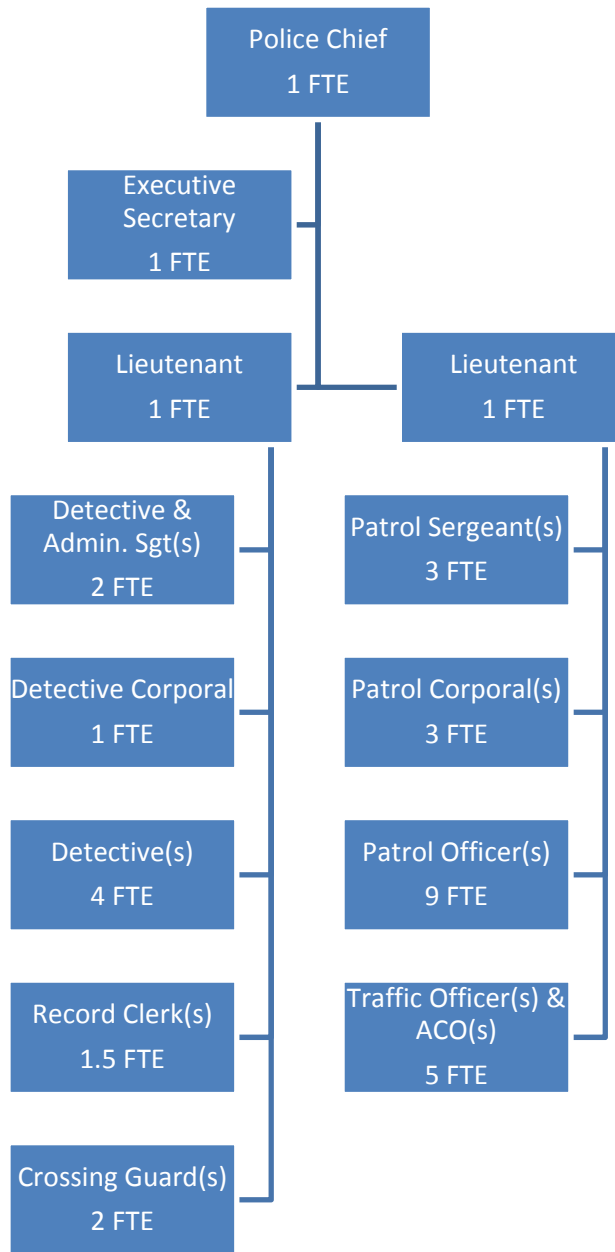 Police Chief
1 FTE
Executive
Secretary
1 FTE
Lieutenant
1 FTE
Lieutenant
1 FTE
Detective &
Admin. Sgt(s)
2 FTE
Detective Corporal
1 FTE
Detective(s)
4 FTE
Record Clerk(s)
1.5 FTE
Crossing Guard(s)
2 FTE
Patrol Sergeant(s)
3 FTE
Patrol Corporal(s)
3 FTE
Patrol Officer(s)
9 FTE
Traffic Officer(s) &
ACO(s)
5 FTE